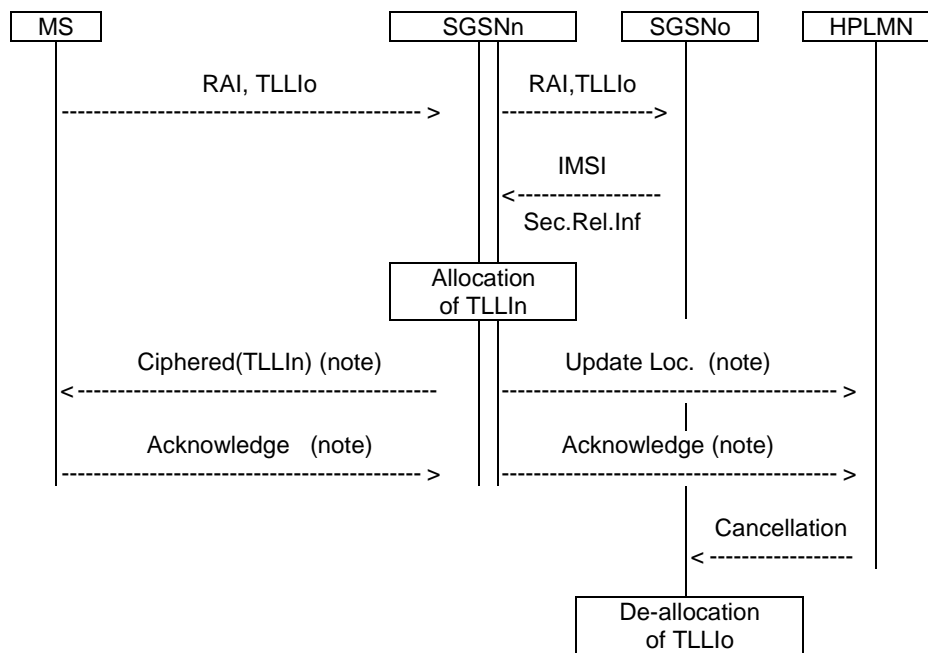 MS SGSNn SGSNo HPLMN
RAI, TLLIo RAI,TLLIo
IMSI
Sec.Rel.Inf
Allocation
of TLLIn
Ciphered(TLLIn) (note) Update Loc. (note)
Acknowledge (note) Acknowledge (note)
Cancellation
De-allocation
of TLLIo